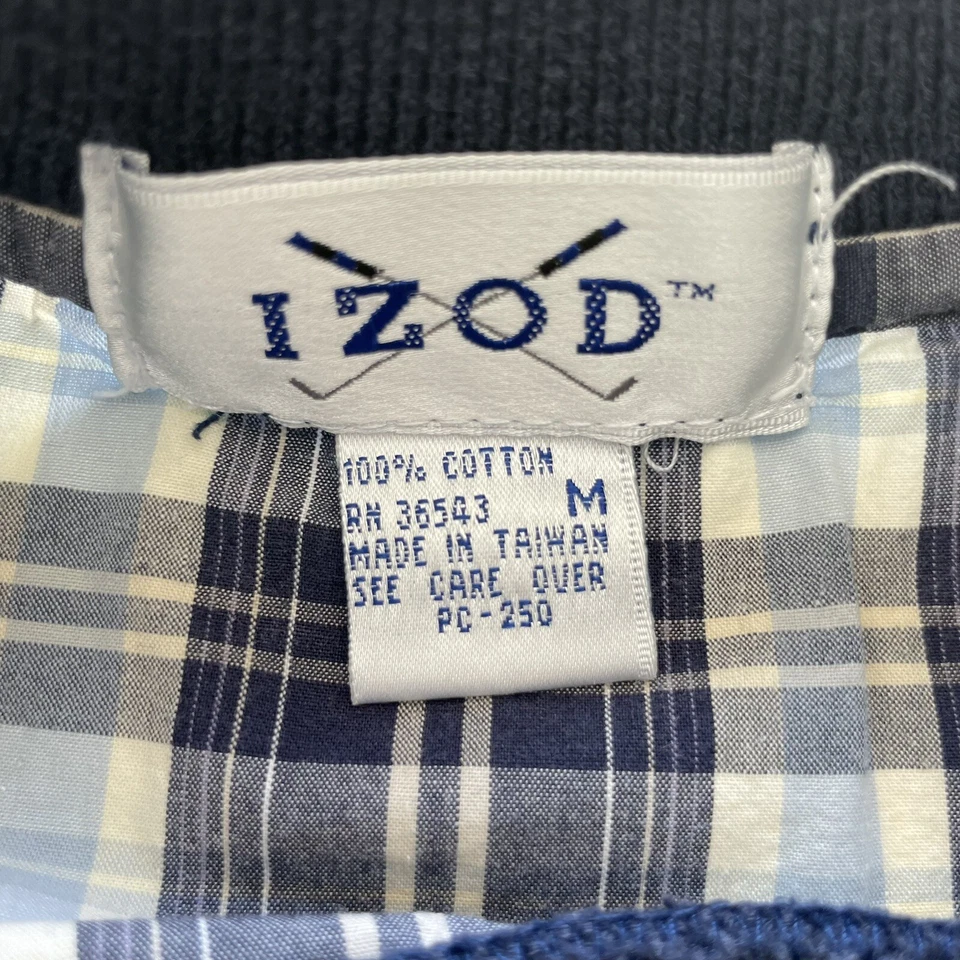 IZOD™
100% COTTON
RN 36543 M
MADE IN TAIWAN
SEE CARE OVER
PC-250